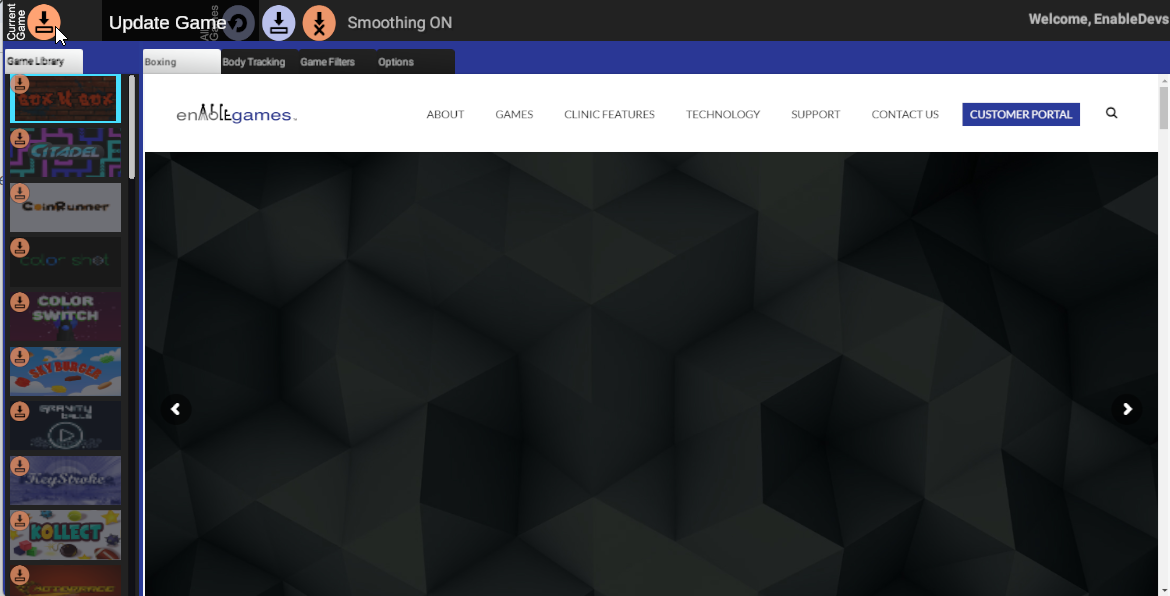 Current
Game
Update Game
All
Games
Smoothing ON
Welcome, EnableDevs
Game Library
Boxing
Body Tracking
Game Filters
Options
BOX N BOX
CITADEL
CoinRunner
color shot
COLOR
SWITCH
SKY BURGER
GRAVITY
BALLS
KeyStroke
KOLLECT
enABLEgames
ABOUT
GAMES
CLINIC FEATURES
TECHNOLOGY
SUPPORT
CONTACT US
CUSTOMER PORTAL